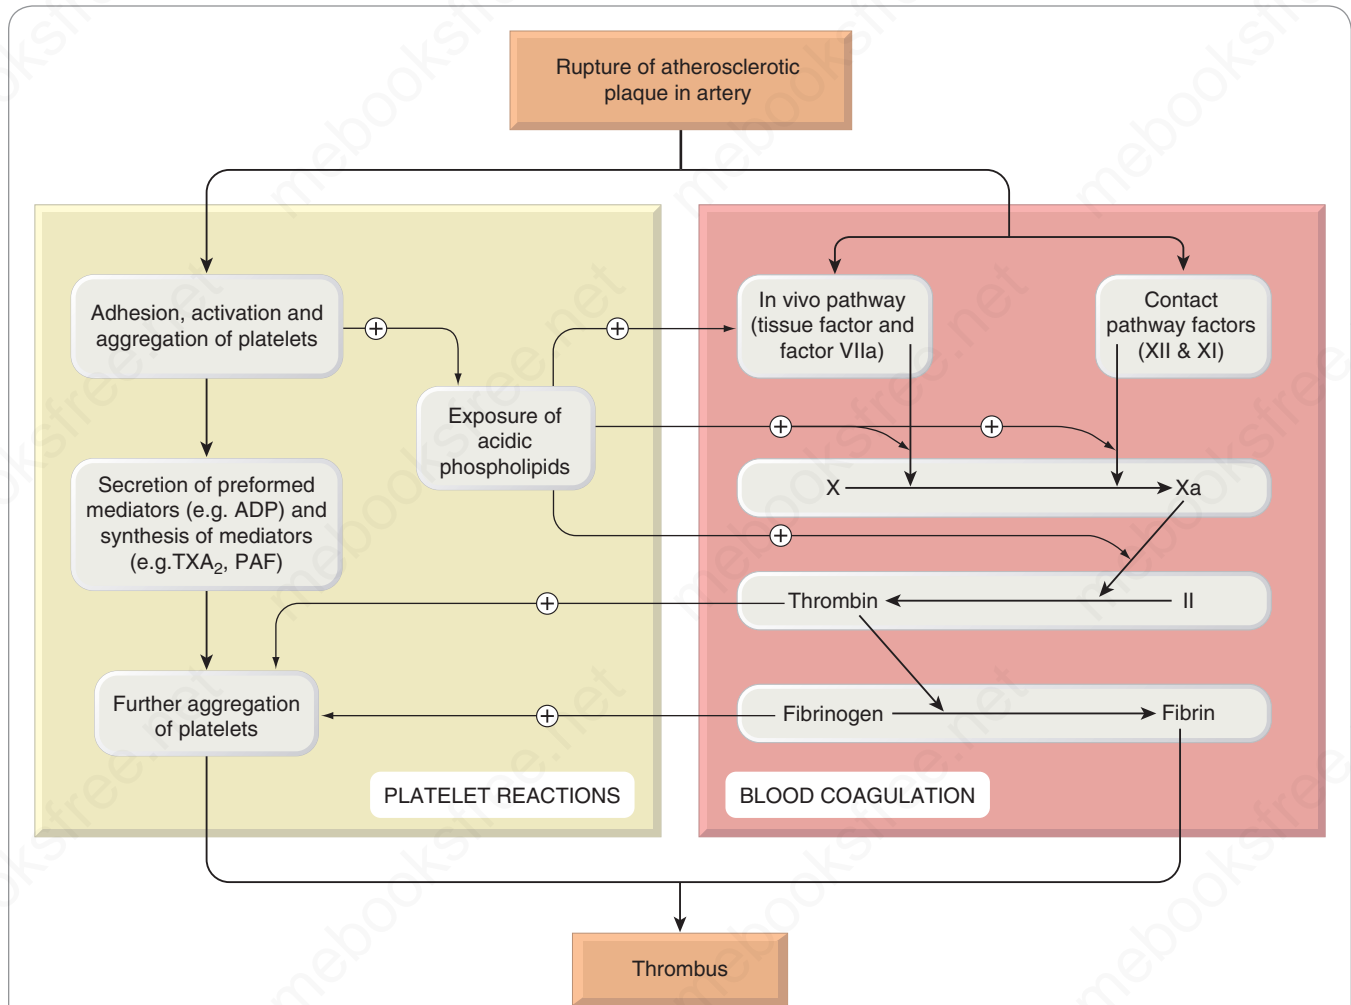 Rupture of atherosclerotic
plaque in artery
Adhesion, activation and
aggregation of platelets
In vivo pathway
(tissue factor and
factor VIIa)
Contact
pathway factors
(XII & XI)
+
+
Exposure of
acidic
phospholipids
+
+
Secretion of preformed
mediators (e.g. ADP) and
synthesis of mediators
(e.g.TXA₂, PAF)
X
Xa
+
+
Thrombin
II
Further aggregation
of platelets
+
Fibrinogen
Fibrin
PLATELET REACTIONS
BLOOD COAGULATION
Thrombus
mebooksfree.net